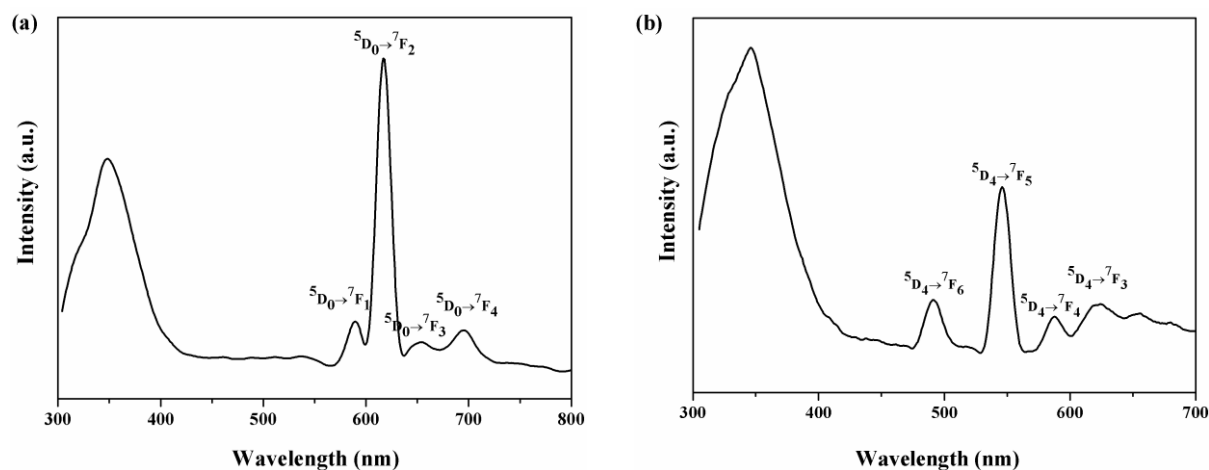 (a)
⁵D₀→⁷F₂
⁵D₀→⁷F₁
⁵D₀→⁷F₃
⁵D₀→⁷F₄
Intensity (a.u.)
300 400 500 600 700 800
Wavelength (nm)
(b)
⁵D₄→⁷F₆
⁵D₄→⁷F₅
⁵D₄→⁷F₄
⁵D₄→⁷F₃
Intensity (a.u.)
300 400 500 600 700
Wavelength (nm)